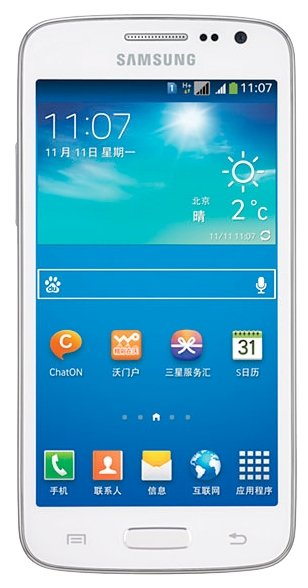 SAMSUNG
11:07
11:07
11月11日 星期一
北京
晴 2°c
11/11 11:07
ChatON 沃门户 三星服务汇 S日历
31
手机 联系人 信息 互联网 应用程序